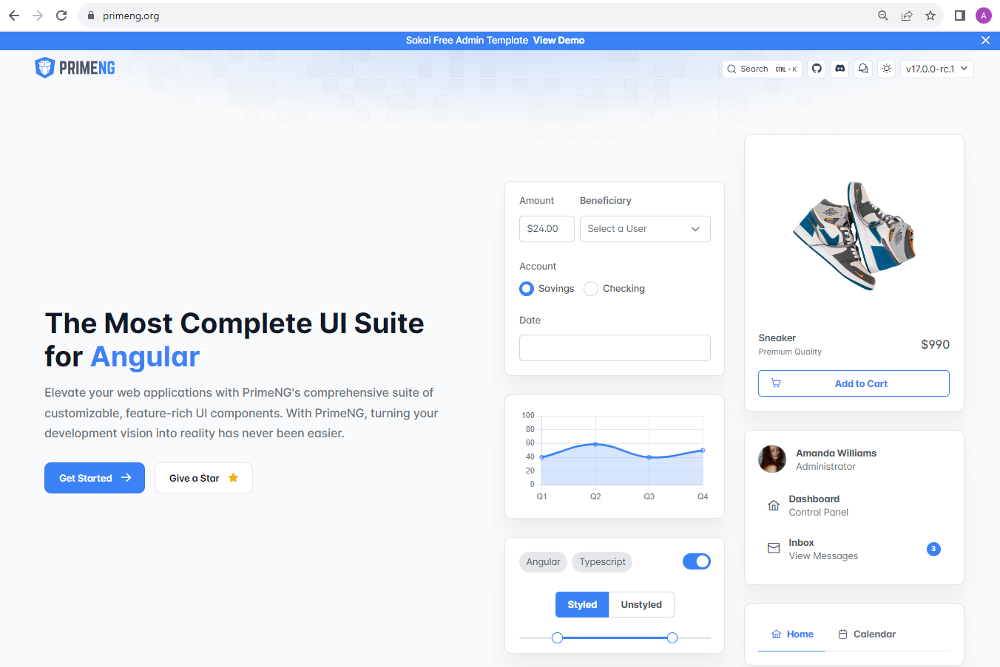 primeng.org
A
Sakai Free Admin Template View Demo
PRIMENG
Search CTRL + K
v17.0.0-rc.1
The Most Complete UI Suite
for Angular
Elevate your web applications with PrimeNG's comprehensive suite of
customizable, feature-rich UI components. With PrimeNG, turning your
development vision into reality has never been easier.
Get Started
Give a Star
Amount Beneficiary
$24.00 Select a User
Account
Savings Checking
Date
100
80
60
40
20
0
Q1 Q2 Q3 Q4
Angular Typescript
Styled Unstyled
Sneaker
Premium Quality
$990
Add to Cart
Amanda Williams
Administrator
Dashboard
Control Panel
Inbox
View Messages
3
Home Calendar